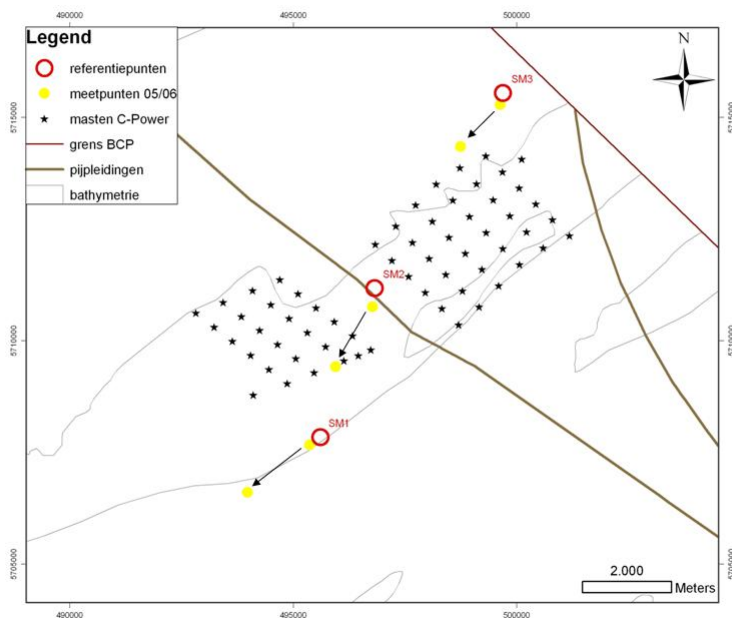 490000 495000 500000
Legend
referentiepunten
meetpunten 05/06
masten C-Power
grens BCP
pijpleidingen
bathymetrie
N
SM3
5715000 5715000
SM2
5710000 5710000
SM1
5705000 5705000
2.000
Meters
490000 495000 500000